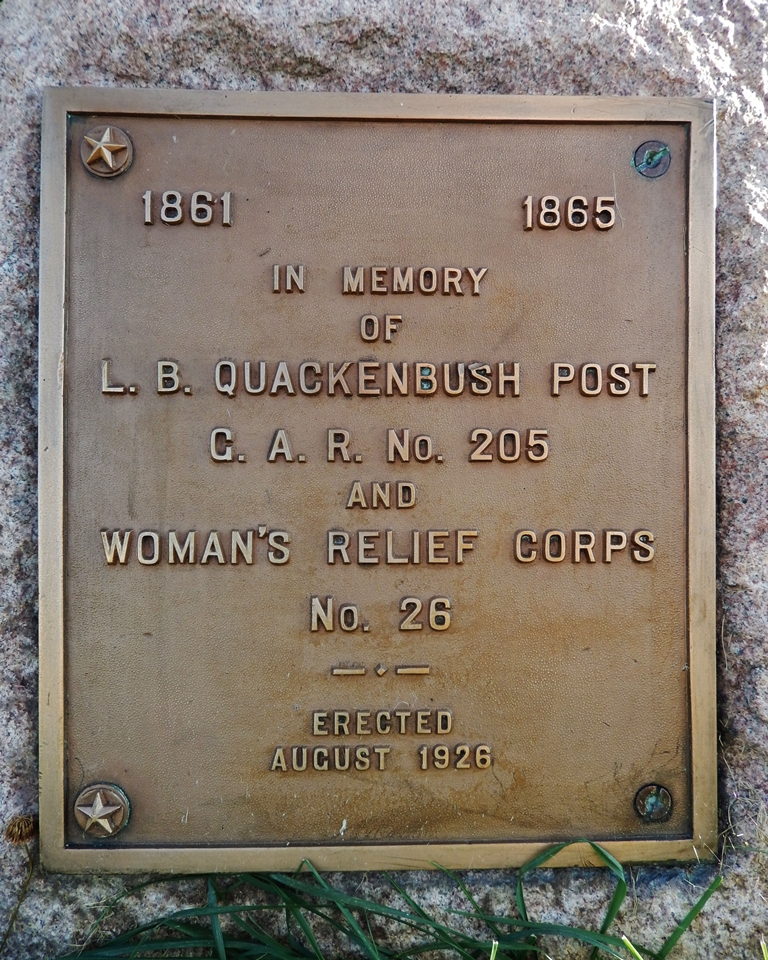 1861 1865
IN MEMORY
OF
L. B. QUACKENBUSH POST
G. A. R. No. 205
AND
WOMAN'S RELIEF CORPS
No. 26
ERECTED
AUGUST 1926